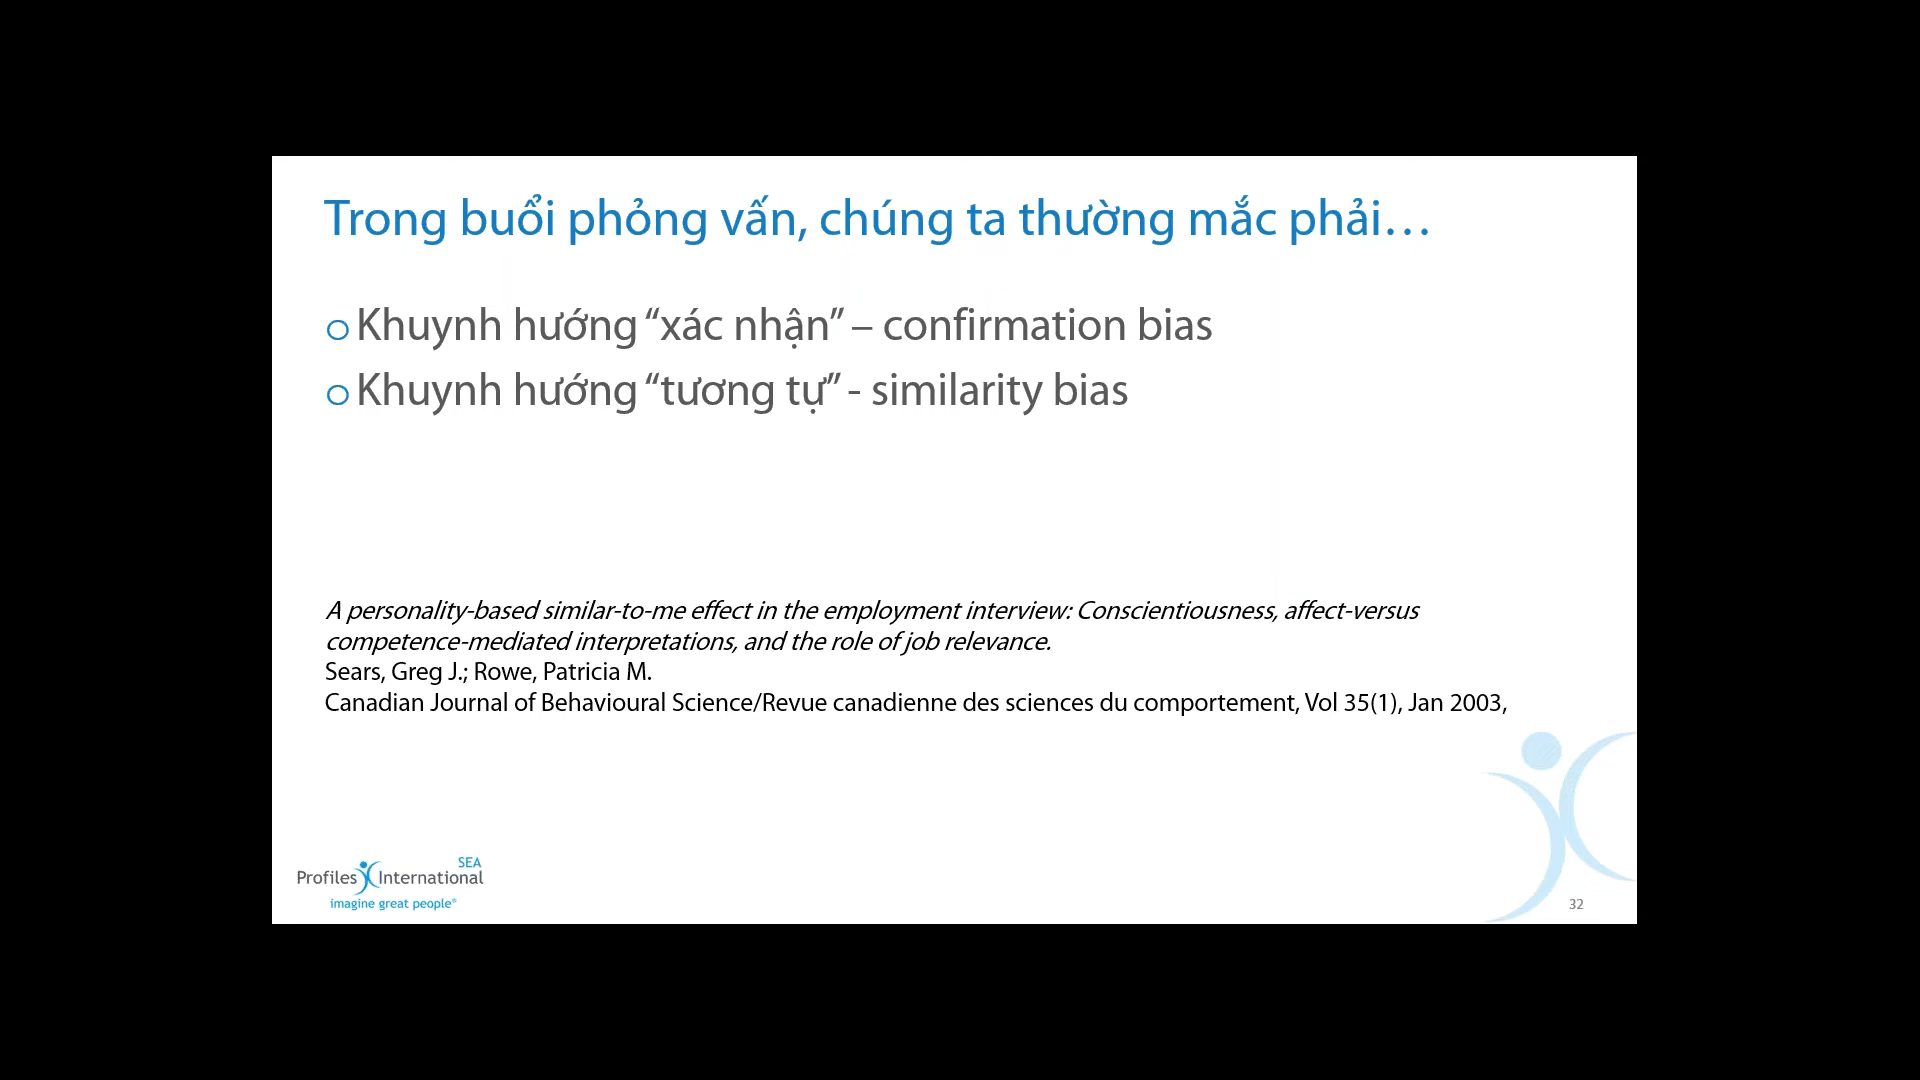 Trong buổi phỏng vấn, chúng ta thường mắc phải…
Khuynh hướng “xác nhận” – confirmation bias
Khuynh hướng “tương tự” - similarity bias
A personality-based similar-to-me effect in the employment interview: Conscientiousness, affect-versus
competence-mediated interpretations, and the role of job relevance.
Sears, Greg J.; Rowe, Patricia M.
Canadian Journal of Behavioural Science/Revue canadienne des sciences du comportement, Vol 35(1), Jan 2003,
SEA
Profiles International
imagine great people®
32